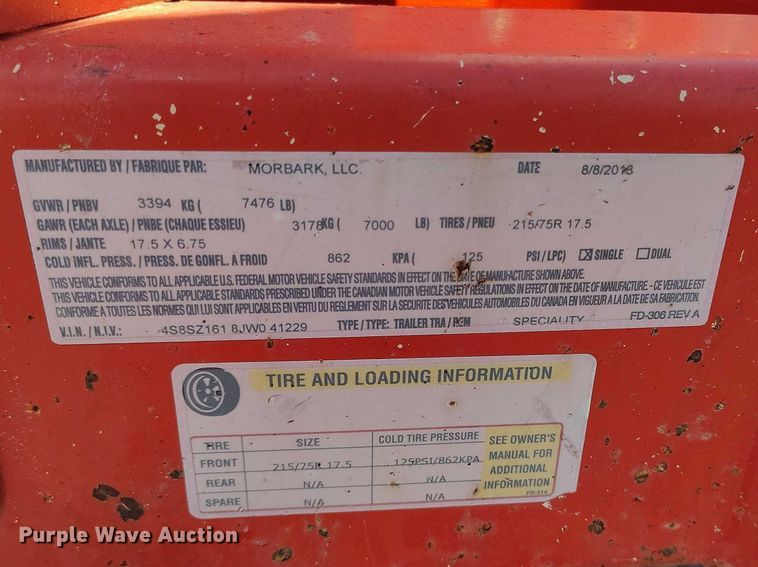 MANUFACTURED BY / FABRIQUE PAR: MORBARK, LLC. DATE 8/8/2018
GVWR / PNBV 3394 KG ( 7476 LB)
GAWR (EACH AXLE) / PNBE (CHAQUE ESSIEU) 3178 KG ( 7000 LB) TIRES / PNEU 215/75R 17.5
RIMS / JANTE 17.5 X 6.75
COLD INFL. PRESS. / PRESS. DE GONFL. A FROID 862 KPA ( 125 PSI / LPC) ☒ SINGLE ☐ DUAL
THIS VEHICLE CONFORMS TO ALL APPLICABLE U.S. FEDERAL MOTOR VEHICLE SAFETY STANDARDS IN EFFECT ON THE DATE OF MANUFACTURE SHOWN ABOVE.
THIS VEHICLE CONFORMS TO ALL APPLICABLE STANDARDS PRESCRIBED UNDER THE CANADIAN MOTOR VEHICLE SAFETY REGULATIONS IN EFFECT ON THE DATE OF MANUFACTURE - CE VEHICULE EST
CONFORME A TOUTES LES NORMES QUI LUI SONT APPLICABLES EN VERTU DU REGLEMENT SUR LA SECURITE DES VEHICULES AUTOMOBILES DU CANADA EN VIGUEUR A LA DATE DE SA FABRICATION.
V.I.N. / N.I.V.: 4S8SZ161 8JW0 41229 TYPE / TYPE: TRAILER TRA / REM SPECIALITY FD-306 REV A
TIRE AND LOADING INFORMATION
TIRE SIZE COLD TIRE PRESSURE
FRONT 215/75R 17.5 125PSI/862KPA
REAR N/A N/A
SPARE N/A N/A
SEE OWNER'S
MANUAL FOR
ADDITIONAL
INFORMATION
FD-314
Purple Wave Auction